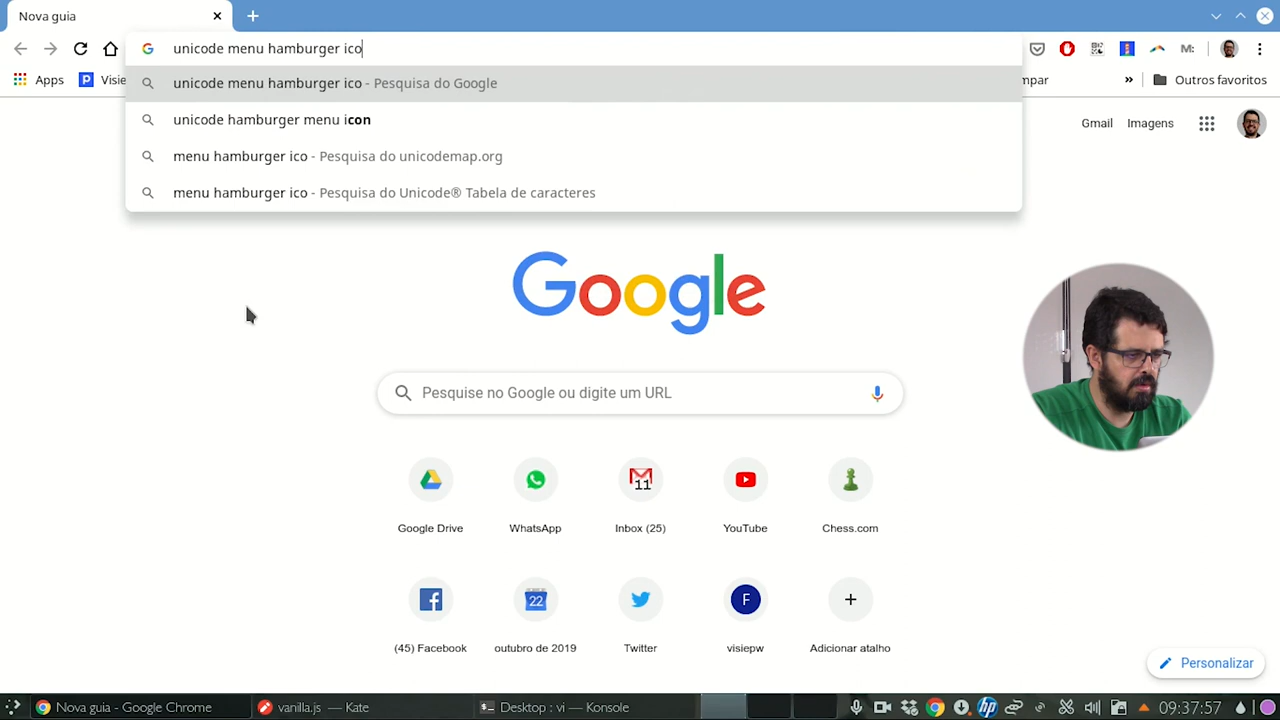 Nova guia
unicode menu hamburger ico
Apps
Visie
mpar
»
Outros favoritos
unicode menu hamburger ico - Pesquisa do Google
unicode hamburger menu icon
menu hamburger ico - Pesquisa do unicodemap.org
menu hamburger ico - Pesquisa do Unicode® Tabela de caracteres
Gmail
Imagens
Google
Pesquise no Google ou digite um URL
11
Google Drive
WhatsApp
Inbox (25)
YouTube
Chess.com
22
F
(45) Facebook
outubro de 2019
Twitter
visiepw
Adicionar atalho
Personalizar
Nova guia - Google Chrome
vanilla.js — Kate
Desktop : vi — Konsole
09:37:57